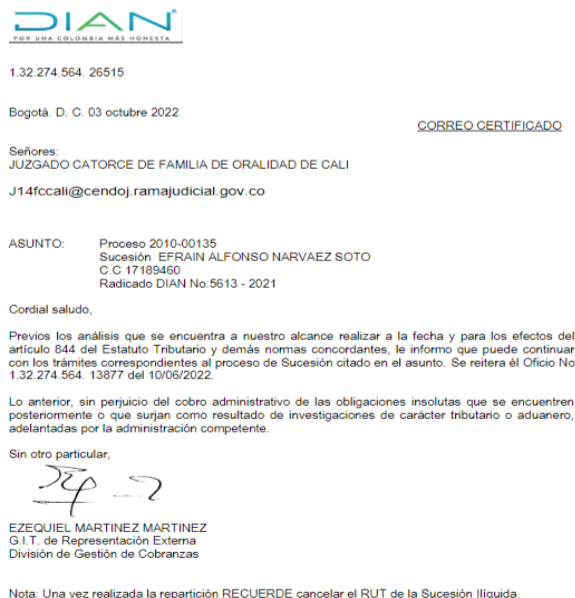 DIAN
POR UNA COLOMBIA MÁS HONESTA
1.32.274.564. 26515
Bogotá. D. C. 03 octubre 2022
CORREO CERTIFICADO
Señores:
JUZGADO CATORCE DE FAMILIA DE ORALIDAD DE CALI
J14fccali@cendoj.ramajudicial.gov.co
ASUNTO: Proceso 2010-00135
Sucesión EFRAIN ALFONSO NARVAEZ SOTO
C.C 17189460
Radicado DIAN No.5613 - 2021
Cordial saludo,
Previos los análisis que se encuentra a nuestro alcance realizar a la fecha y para los efectos del
artículo 844 del Estatuto Tributario y demás normas concordantes, le informo que puede continuar
con los trámites correspondientes al proceso de Sucesión citado en el asunto. Se reitera él Oficio No
1.32.274.564. 13877 del 10/06/2022.
Lo anterior, sin perjuicio del cobro administrativo de las obligaciones insolutas que se encuentren
posteriormente o que surjan como resultado de investigaciones de carácter tributario o aduanero,
adelantadas por la administración competente.
Sin otro particular,
EZEQUIEL MARTINEZ MARTINEZ
G.I.T. de Representación Externa
División de Gestión de Cobranzas
Nota: Una vez realizada la repartición RECUERDE cancelar el RUT de la Sucesión Ilíquida.